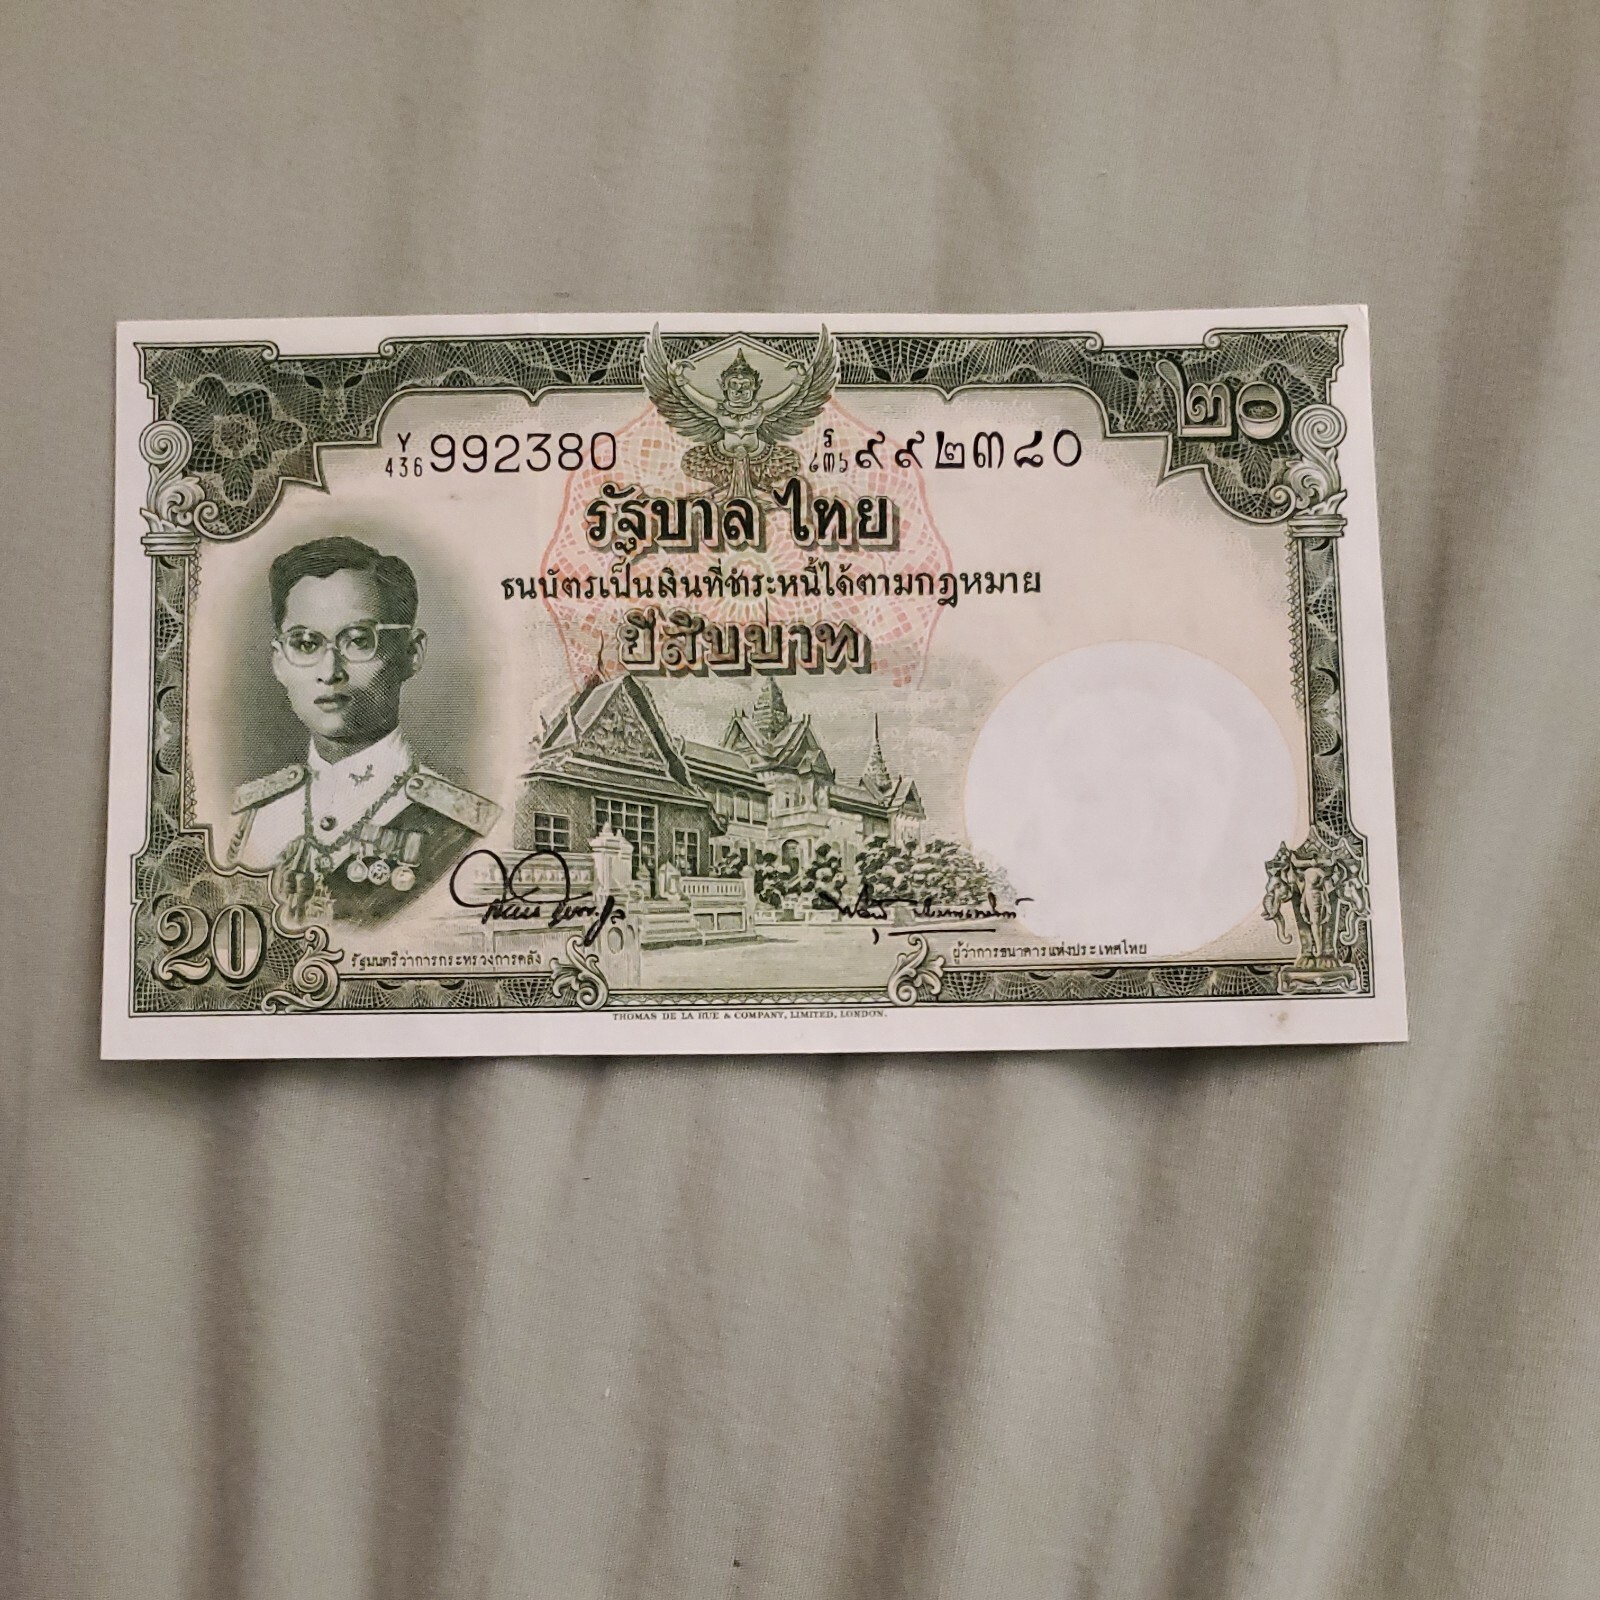 ๒๐
Y
436 992380
ร
๔๓๖ ๙๙๒๓๘๐
รัฐบาลไทย
ธนบัตรเป็นเงินที่ชำระหนี้ได้ตามกฎหมาย
ยี่สิบบาท
20
รัฐมนตรีว่าการกระทรวงการคลัง
ผู้ว่าการธนาคารแห่งประเทศไทย
THOMAS DE LA RUE & COMPANY, LIMITED, LONDON.